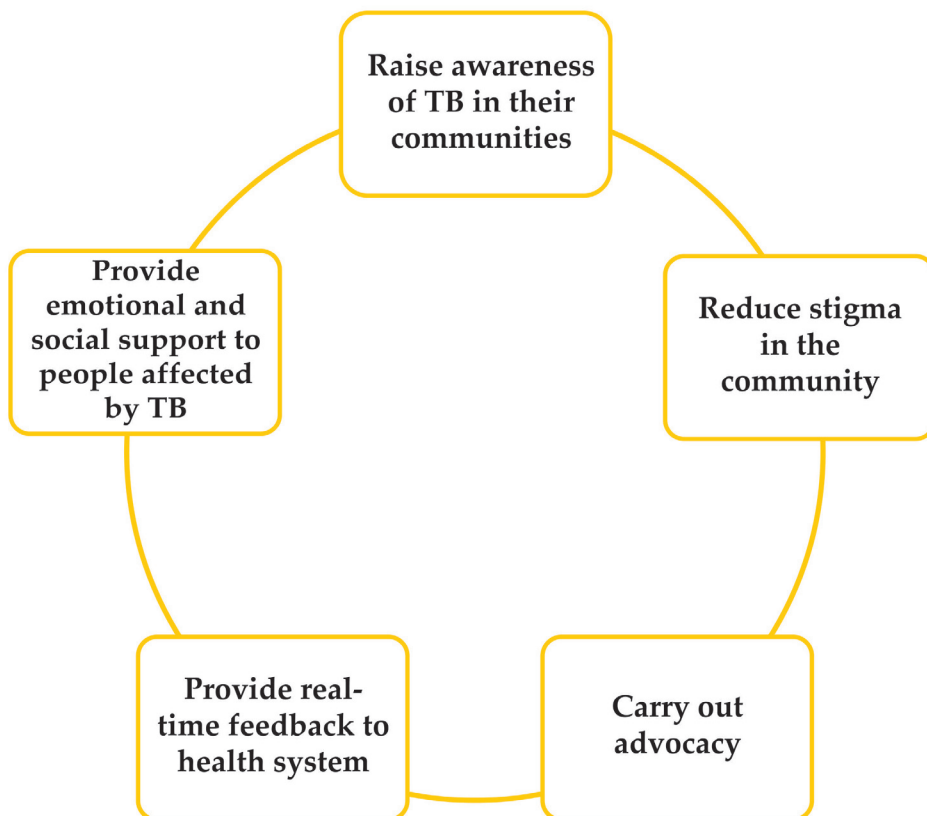 Raise awareness
of TB in their
communities
Reduce stigma
in the
community
Carry out
advocacy
Provide real-
time feedback to
health system
Provide
emotional and
social support to
people affected
by TB